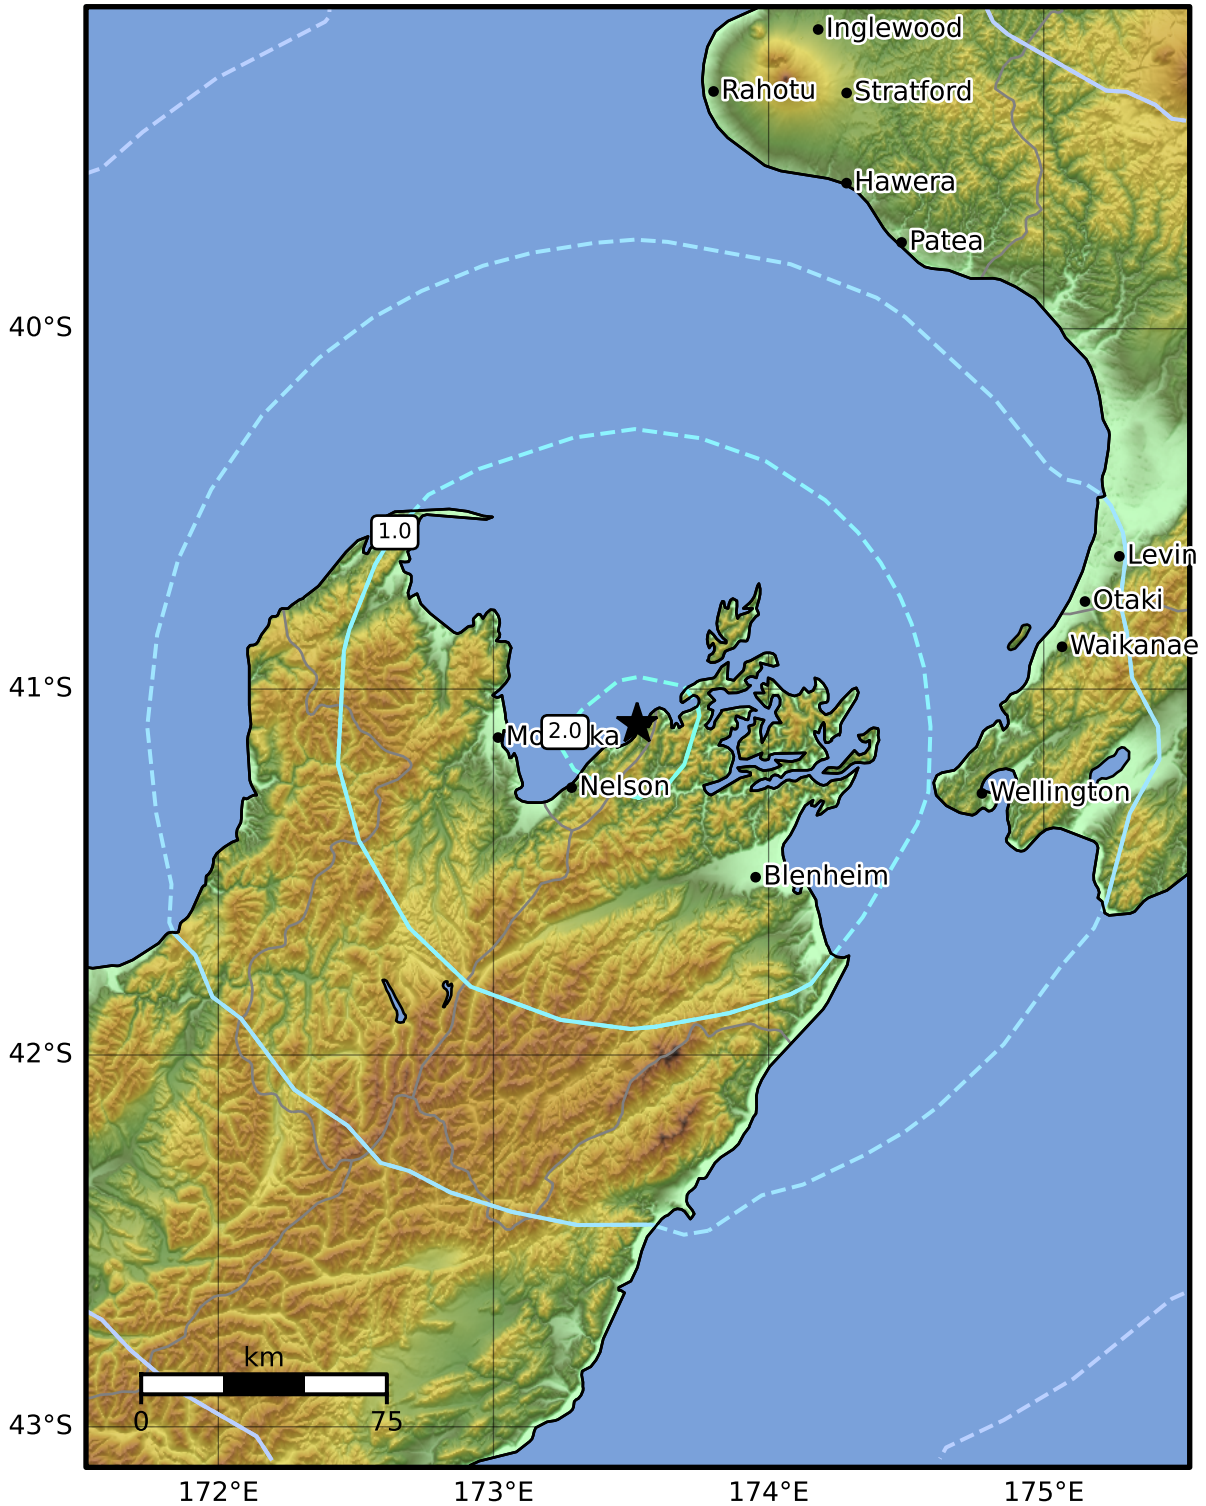 Inglewood
Rahotu
Stratford
Hawera
Patea
40°S
1.0
Levin
Otaki
Waikanae
41°S
2.0
Nelson
Wellington
Blenheim
42°S
km
0
75
43°S
172°E
173°E
174°E
175°E